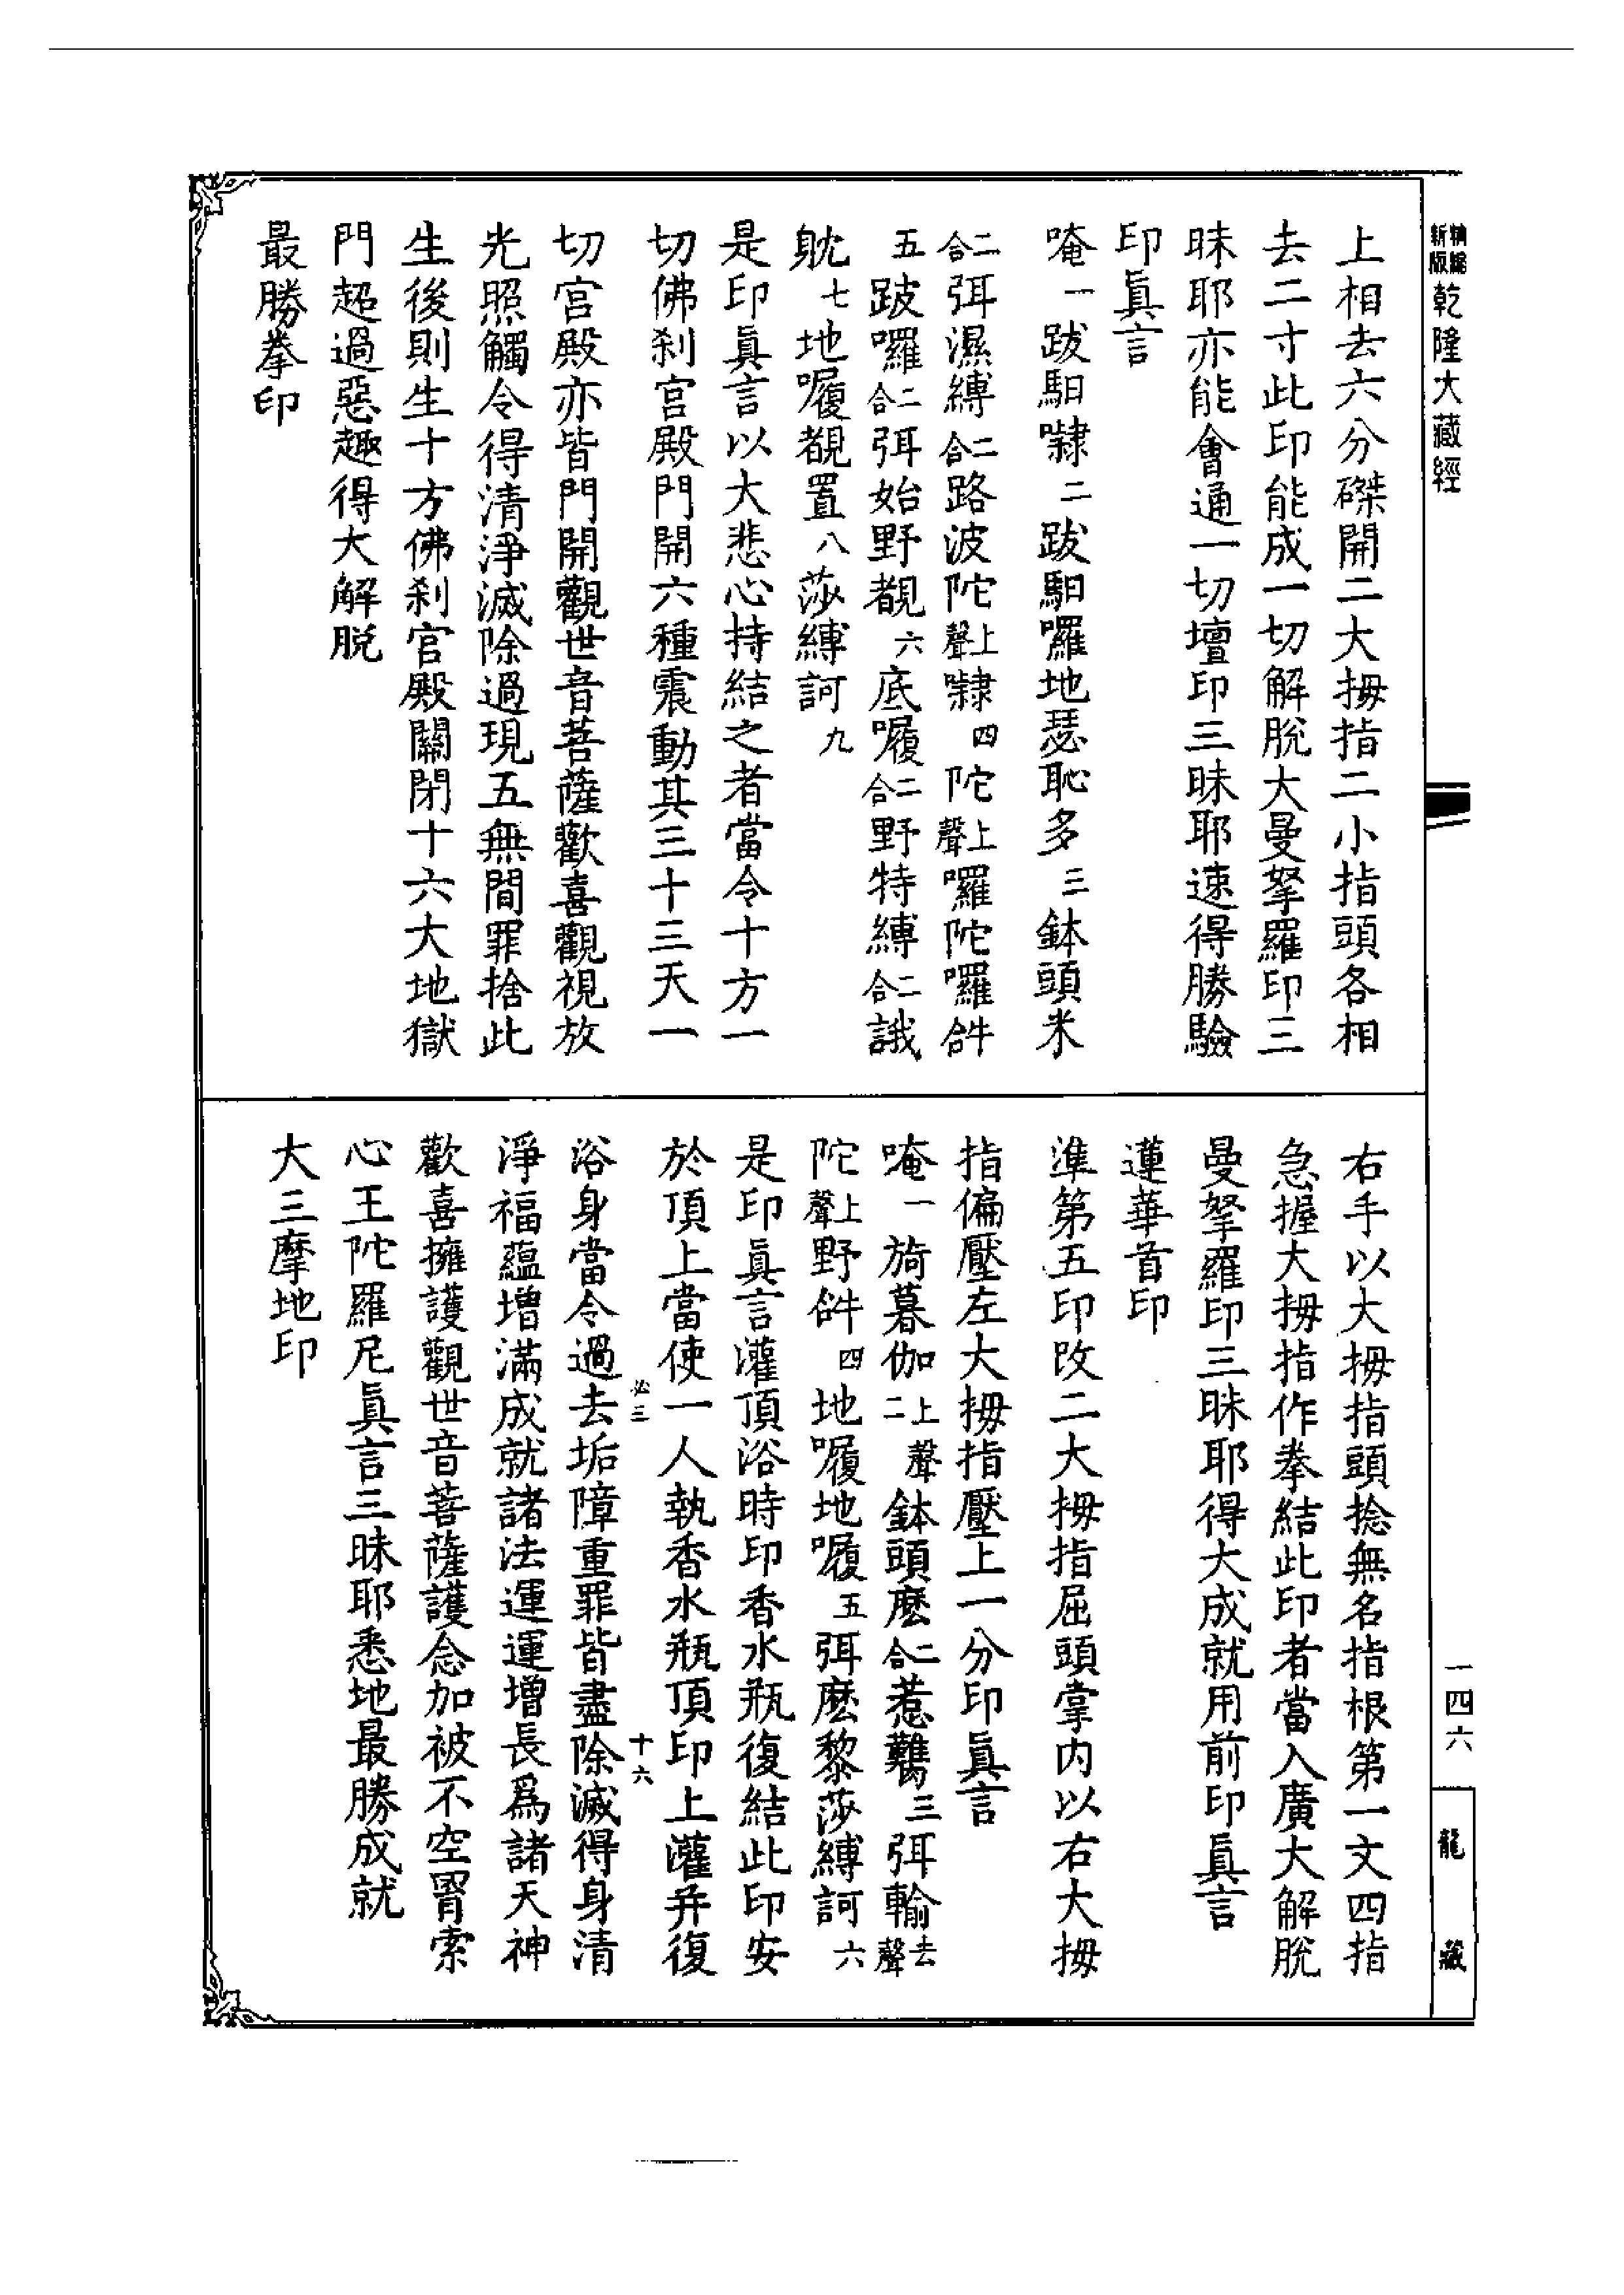 精編
新版
乾隆大藏經
上相去六分磔開二大拇指二小指頭各相
去二寸此印能成一切解脫大曼拏羅印三
昧耶亦能會通一切壇印三昧耶速得勝驗
印眞言
唵一跋馹㘑二跋馹囉地瑟恥多三鉢頭米
二合弭濕縛二合路波陀上聲㘑四陀上聲囉陀囉𤙖
五跛囉二合弭始野覩六底㘄二合野特縛二合誐
躭七地㘄覩置八莎縛訶九
是印眞言以大悲心持結之者當令十方一
切佛刹宮殿門開六種震動其三十三天一
切宮殿亦皆門開觀世音菩薩歡喜觀視放
光照觸令得清淨滅除過現五無間罪捨此
生後則生十方佛刹宮殿關閉十六大地獄
門超過惡趣得大解脫
最勝拳印
右手以大拇指頭捻無名指根第一文四指
急握大拇指作拳結此印者當入廣大解脫
曼拏羅印三昧耶得大成就用前印眞言
蓮華首印
準第五印改二大拇指屈頭掌内以右大拇
指偏壓左大拇指壓上一分印眞言
唵一旖暮伽上聲二鉢頭麽二合惹𩥇三弭輸去聲
陀上聲野𤙖四地㘄地㘄五弭麽黎莎縛訶六
是印眞言灌頂浴時印香水瓶復結此印安
於頂上當使一人執香水瓶頂印上灌幷復
浴身當令過去垢障重罪皆盡除滅得身清
淨福蘊增滿成就諸法運運增長爲諸天神
歡喜擁護觀世音菩薩護念加被不空罥索
心王陀羅尼眞言三昧耶悉地最勝成就
大三摩地印
必三
十六
一四六
龍藏